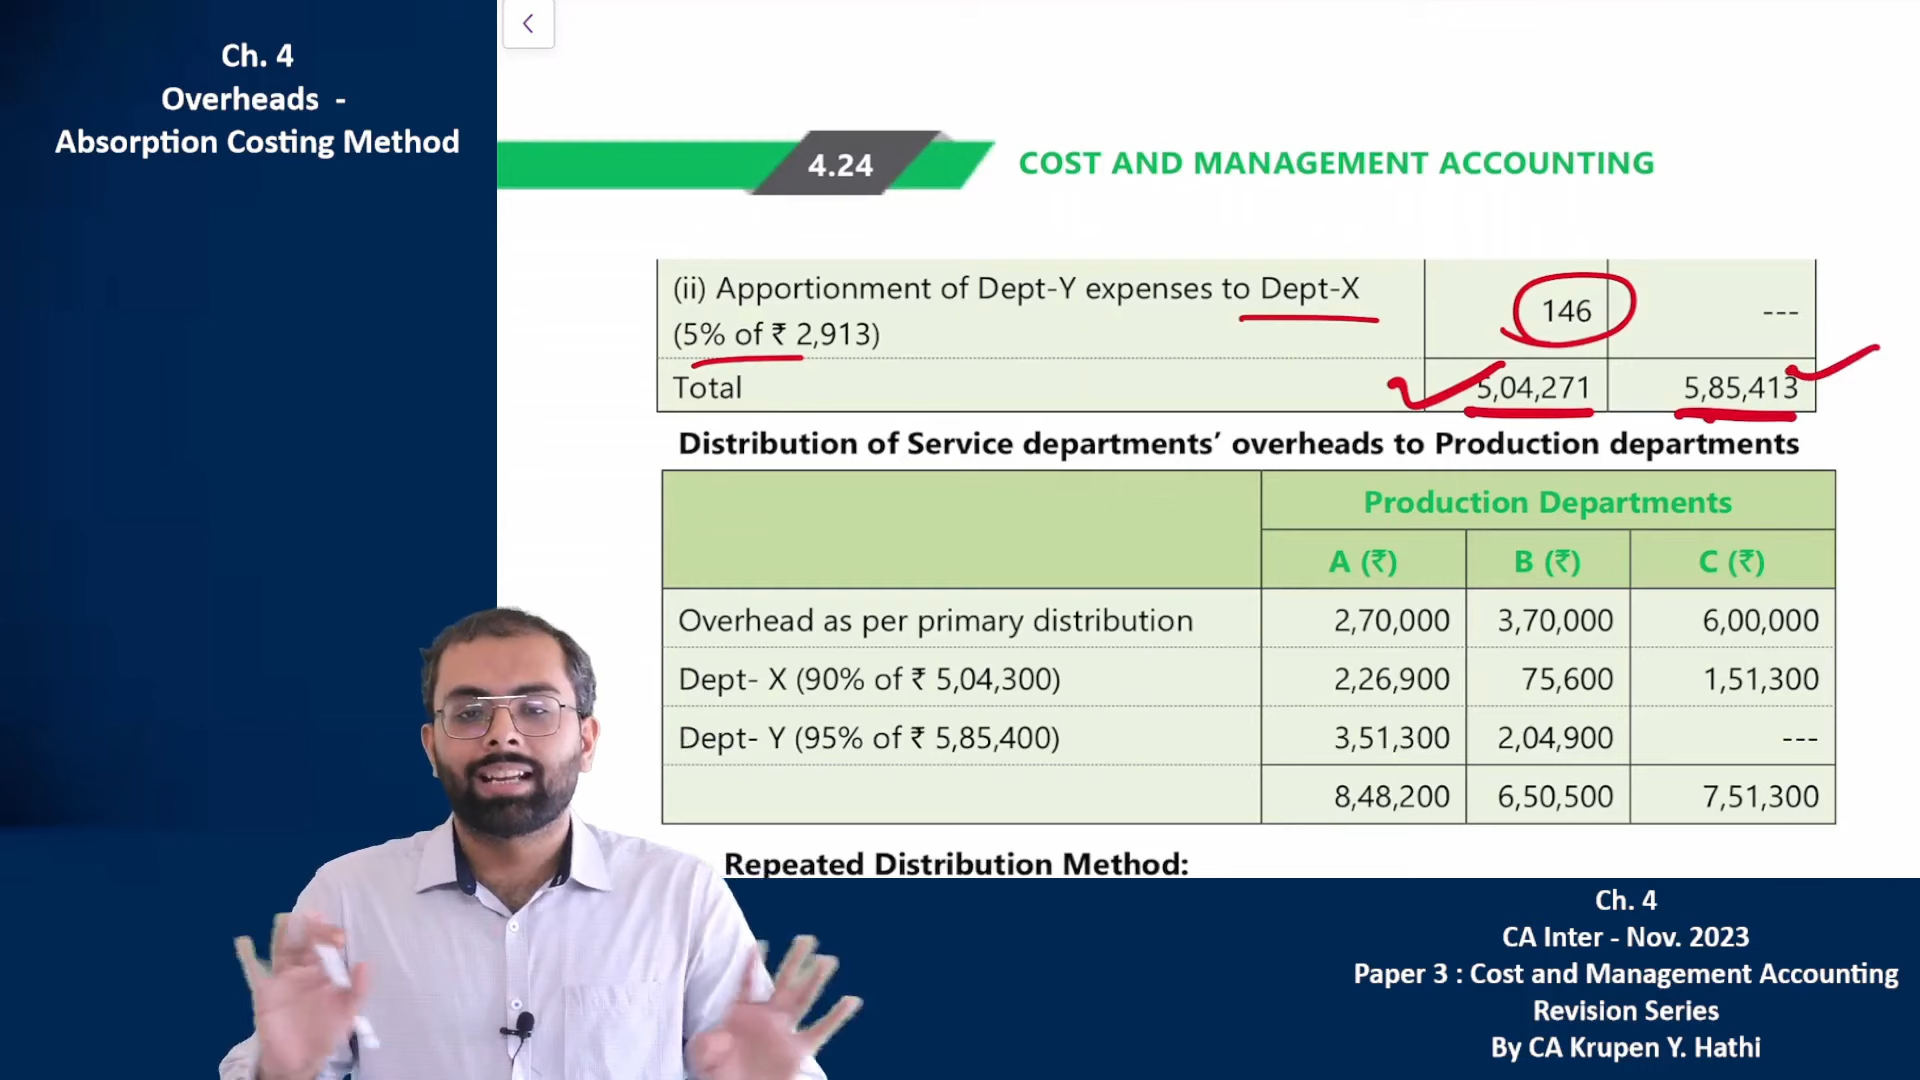 Ch. 4
Overheads -
Absorption Costing Method
4.24 COST AND MANAGEMENT ACCOUNTING
(ii) Apportionment of Dept-Y expenses to Dept-X
(5% of ₹ 2,913) 146 ---
Total 5,04,271 5,85,413
Distribution of Service departments’ overheads to Production departments
Production Departments
A (₹) B (₹) C (₹)
Overhead as per primary distribution 2,70,000 3,70,000 6,00,000
Dept- X (90% of ₹ 5,04,300) 2,26,900 75,600 1,51,300
Dept- Y (95% of ₹ 5,85,400) 3,51,300 2,04,900 ---
8,48,200 6,50,500 7,51,300
Repeated Distribution Method:
Ch. 4
CA Inter - Nov. 2023
Paper 3 : Cost and Management Accounting
Revision Series
By CA Krupen Y. Hathi